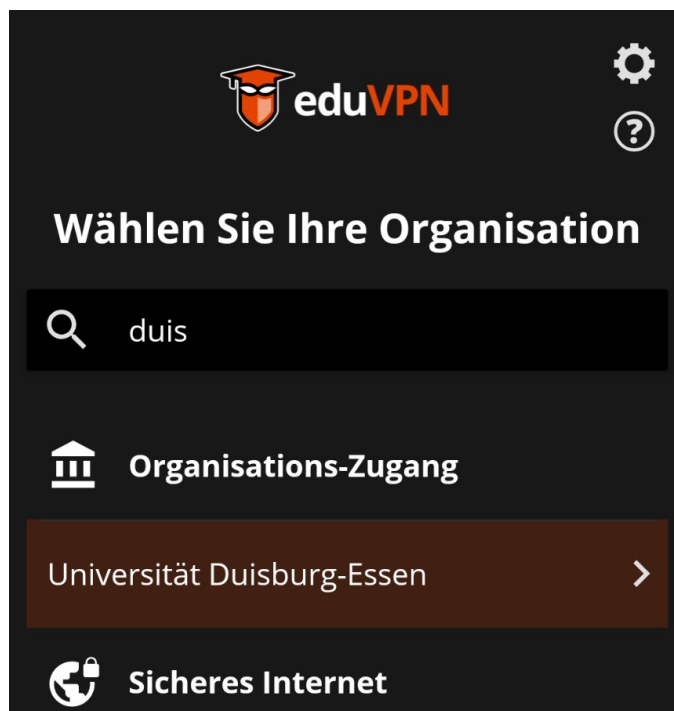 eduVPN
Wählen Sie Ihre Organisation
duis
Organisations-Zugang
Universität Duisburg-Essen
Sicheres Internet